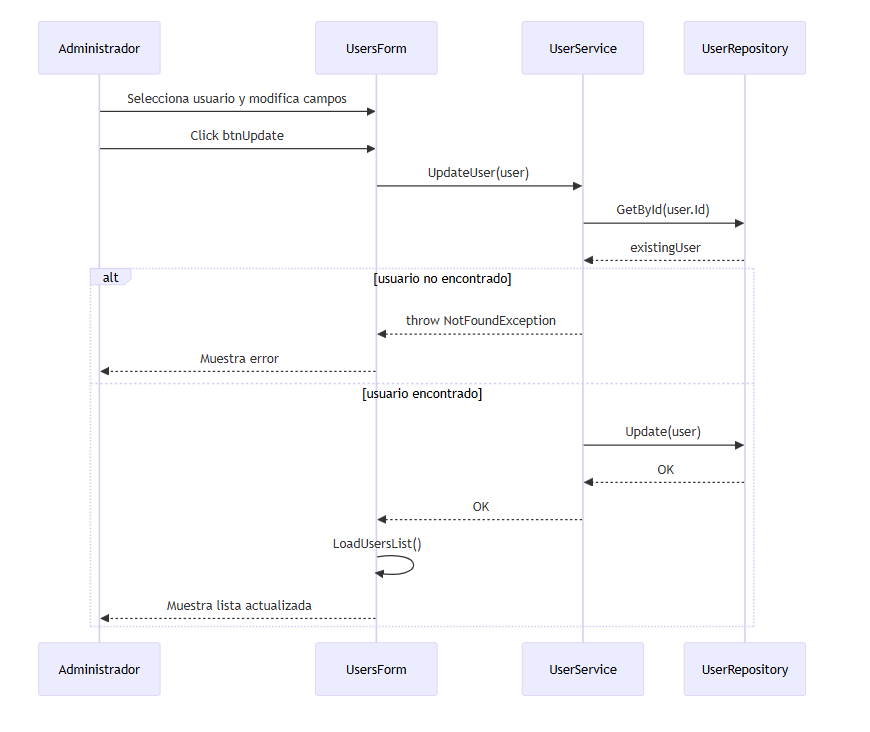 Administrador
UsersForm
UserService
UserRepository
Selecciona usuario y modifica campos
Click btnUpdate
UpdateUser(user)
GetById(user.Id)
existingUser
alt
[usuario no encontrado]
throw NotFoundException
Muestra error
[usuario encontrado]
Update(user)
OK
OK
LoadUsersList()
Muestra lista actualizada
Administrador
UsersForm
UserService
UserRepository